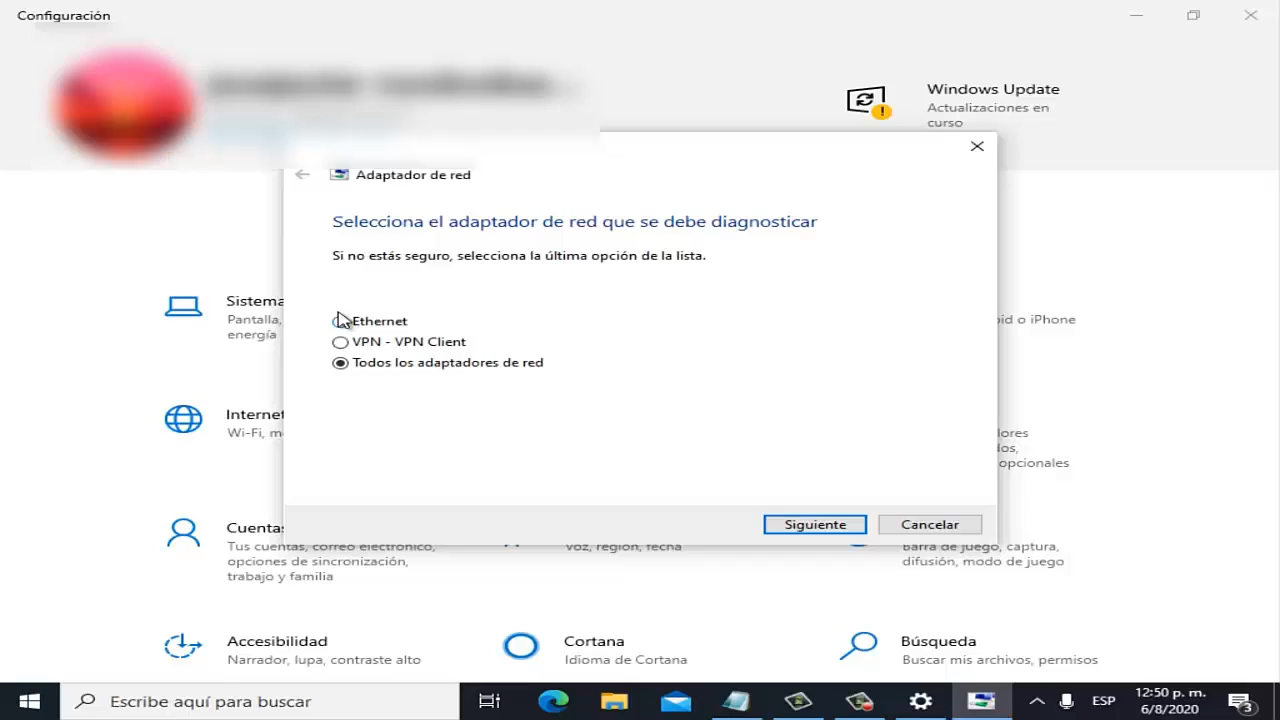 Configuración
Windows Update
Actualizaciones en
curso
Adaptador de red
Selecciona el adaptador de red que se debe diagnosticar
Si no estás seguro, selecciona la última opción de la lista.
Ethernet
VPN - VPN Client
Todos los adaptadores de red
Siguiente
Cancelar
Sistema
Pantalla,
energía
oid o iPhone
Internet
Wi-Fi, m
lores
dos,
opcionales
Cuentas
Tus cuentas, correo electrónico,
opciones de sincronización,
trabajo y familia
Voz, región, fecha
Barra de juego, captura,
difusión, modo de juego
Accesibilidad
Narrador, lupa, contraste alto
Cortana
Idioma de Cortana
Búsqueda
Buscar mis archivos, permisos
Escribe aquí para buscar
ESP
12:50 p. m.
6/8/2020
3